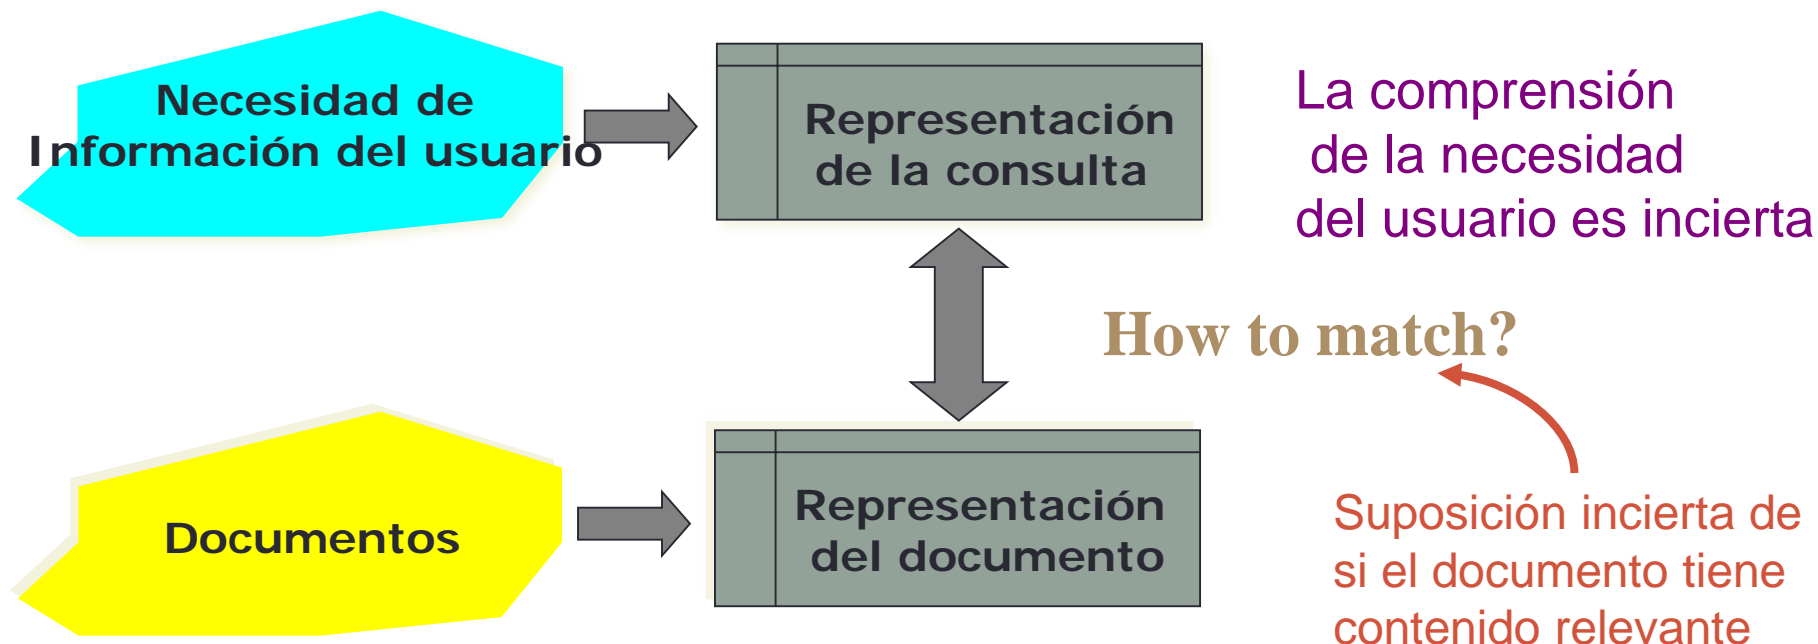 Necesidad de
Información del usuario
Representación
de la consulta
La comprensión
de la necesidad
del usuario es incierta
How to match?
Documentos
Representación
del documento
Suposición incierta de
si el documento tiene
contenido relevante